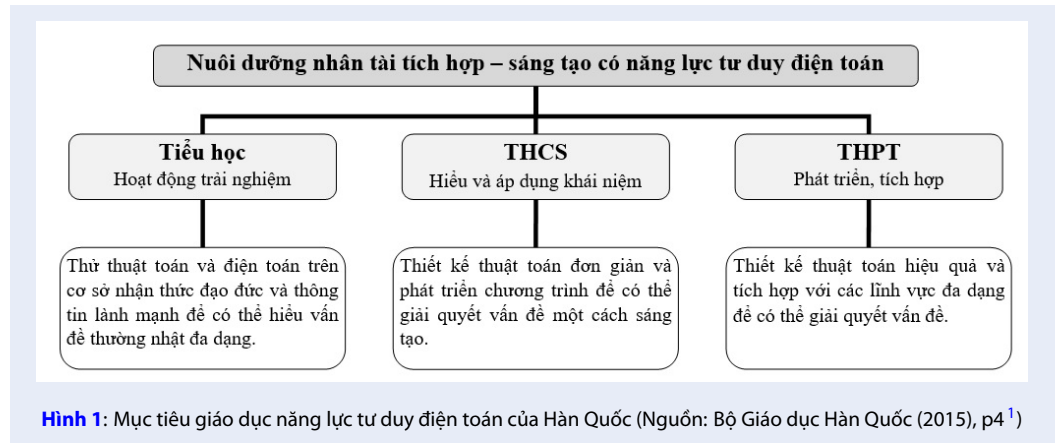 Nuôi dưỡng nhân tài tích hợp – sáng tạo có năng lực tư duy điện toán
Tiểu học
Hoạt động trải nghiệm
THCS
Hiểu và áp dụng khái niệm
THPT
Phát triển, tích hợp
Thử thuật toán và điện toán trên
cơ sở nhận thức đạo đức và thông
tin lành mạnh để có thể hiểu vấn
đề thường nhật đa dạng.
Thiết kế thuật toán đơn giản và
phát triển chương trình để có thể
giải quyết vấn đề một cách sáng
tạo.
Thiết kế thuật toán hiệu quả và
tích hợp với các lĩnh vực đa dạng
để có thể giải quyết vấn đề.
Hình 1: Mục tiêu giáo dục năng lực tư duy điện toán của Hàn Quốc (Nguồn: Bộ Giáo dục Hàn Quốc (2015), p4 1)